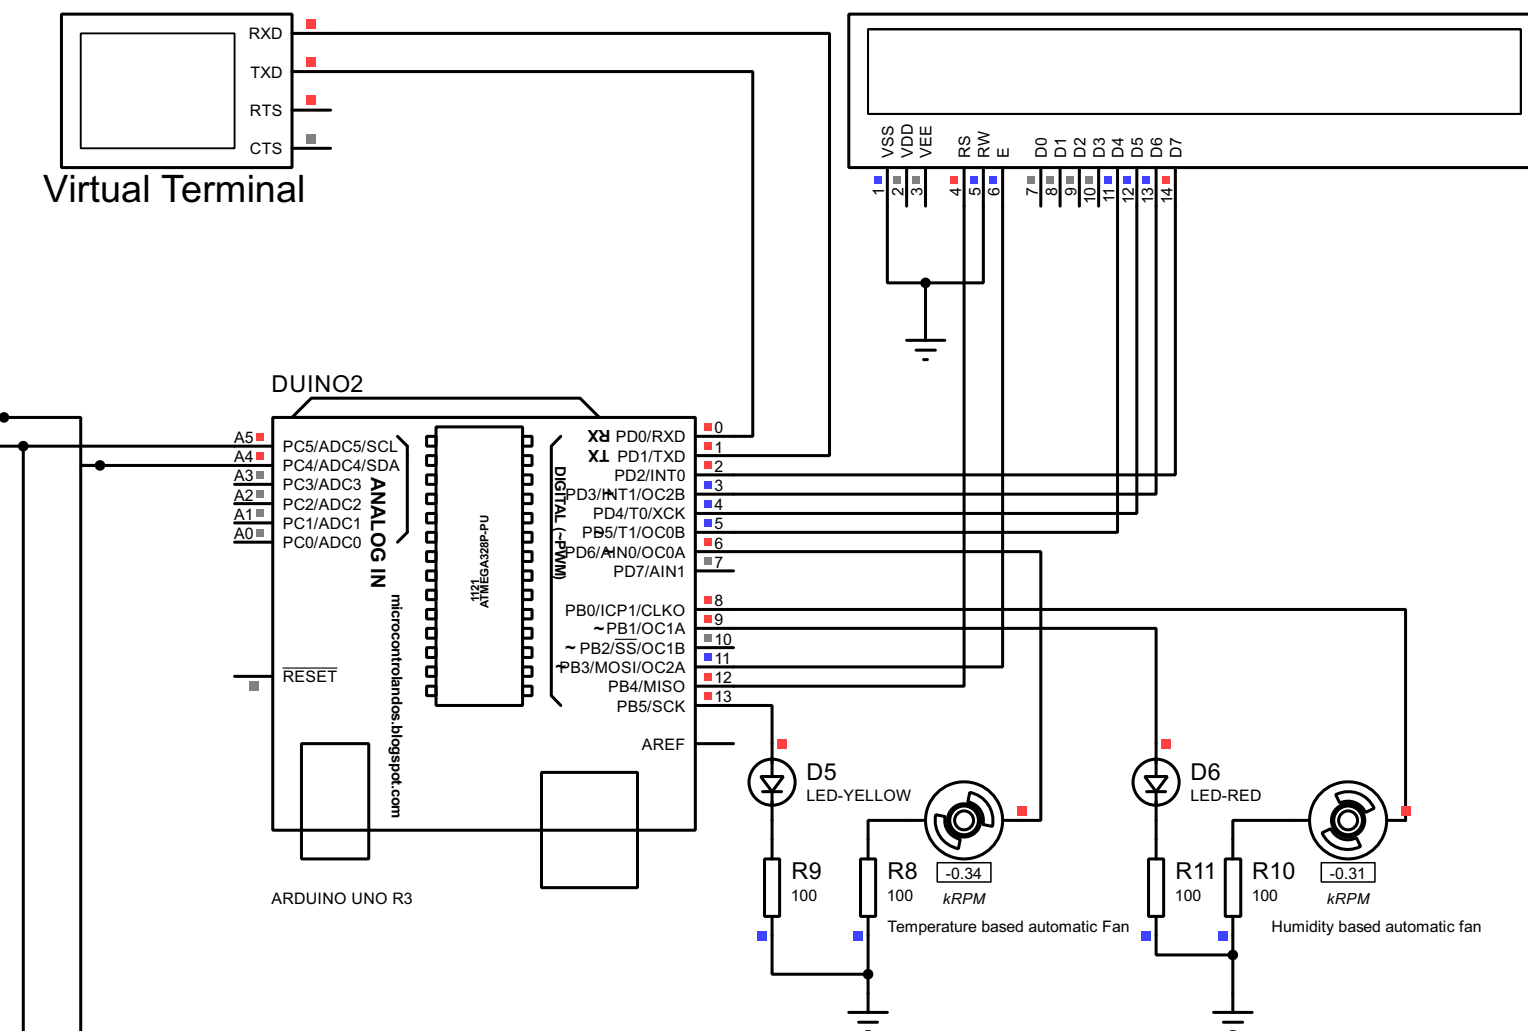 RXD
TXD
RTS
CTS
Virtual Terminal
VSS
VDD
VEE
RS
RW
E
D0
D1
D2
D3
D4
D5
D6
D7
1
2
3
4
5
6
7
8
9
10
11
12
13
14
DUINO2
A5
A4
A3
A2
A1
A0
PC5/ADC5/SCL
PC4/ADC4/SDA
PC3/ADC3
PC2/ADC2
PC1/ADC1
PC0/ADC0
RESET
ANALOG IN
microcontrolandos.blogspot.com
1121
ATMEGA328P-PU
DIGITAL (~PWM)
RX PD0/RXD
TX PD1/TXD
PD2/INT0
~PD3/INT1/OC2B
PD4/T0/XCK
~PD5/T1/OC0B
~PD6/AIN0/OC0A
PD7/AIN1
PB0/ICP1/CLKO
~PB1/OC1A
~PB2/SS/OC1B
~PB3/MOSI/OC2A
PB4/MISO
PB5/SCK
AREF
0
1
2
3
4
5
6
7
8
9
10
11
12
13
ARDUINO UNO R3
D5
LED-YELLOW
R9
100
R8
100
-0.34
kRPM
Temperature based automatic Fan
D6
LED-RED
R11
100
R10
100
-0.31
kRPM
Humidity based automatic fan